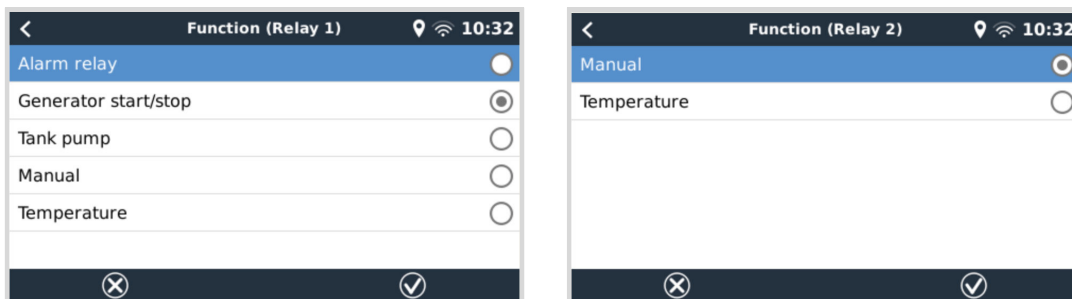 Function (Relay 1) 10:32
Alarm relay
Generator start/stop
Tank pump
Manual
Temperature
Function (Relay 2) 10:32
Manual
Temperature